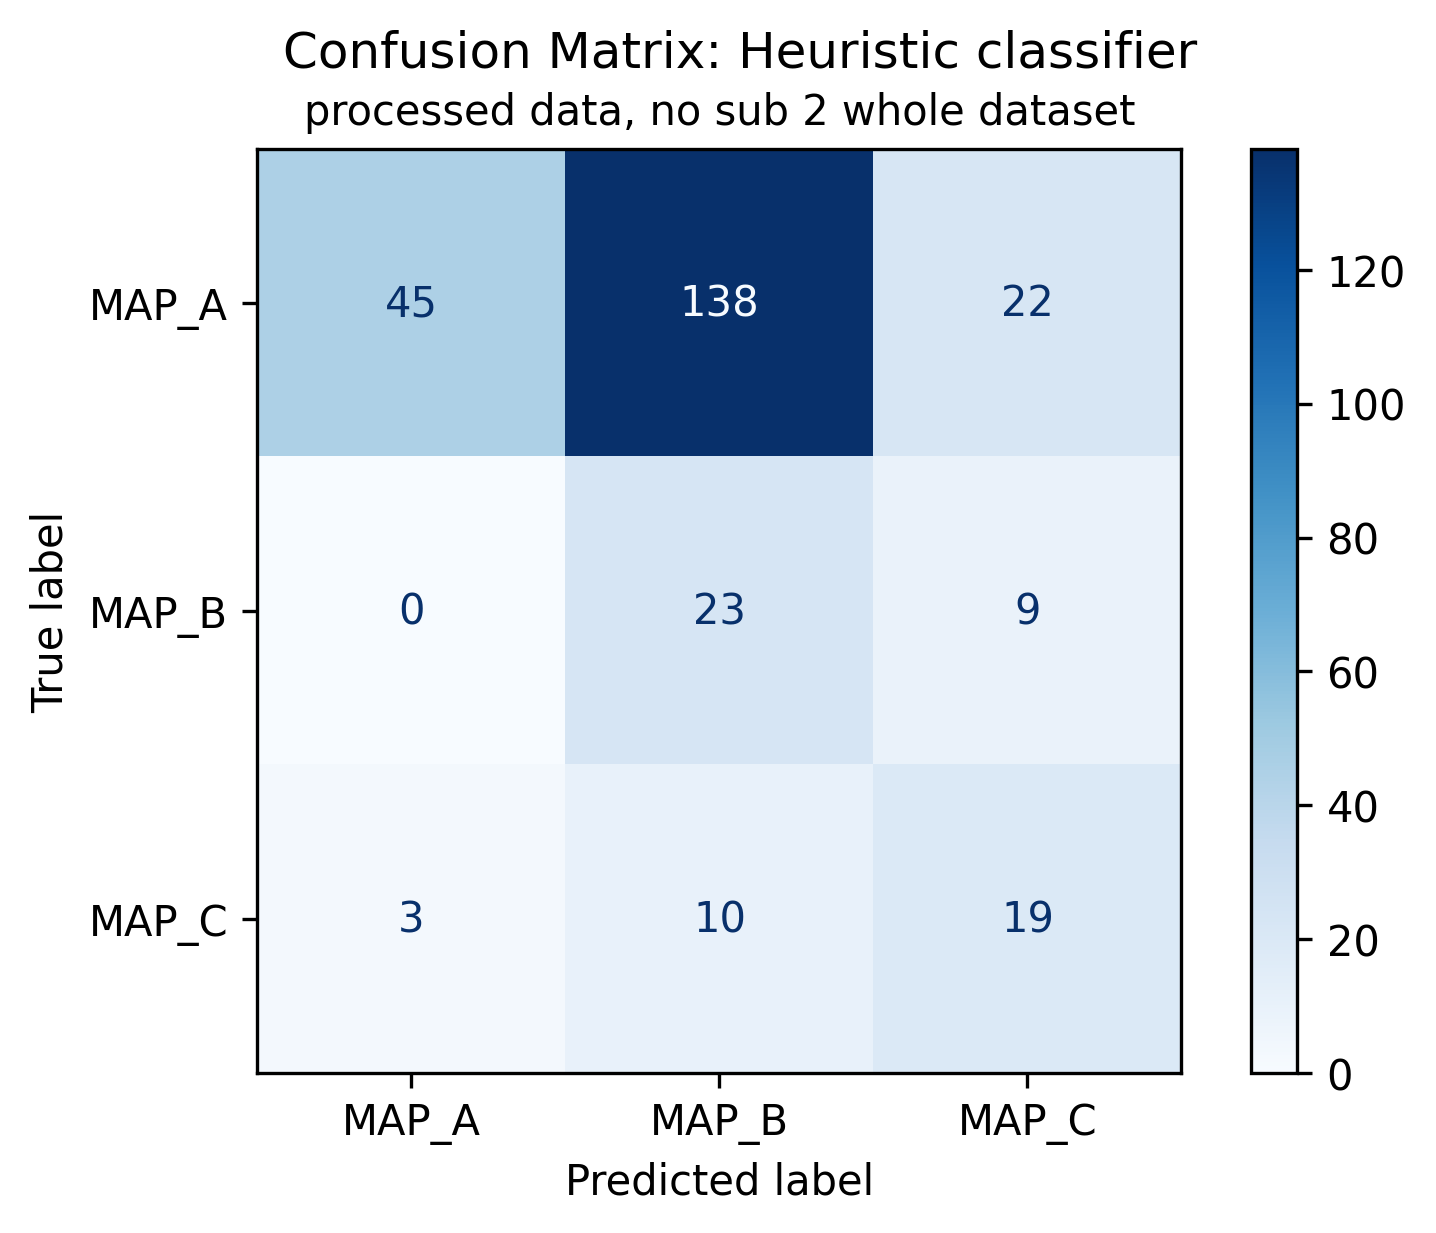 Confusion Matrix: Heuristic classifier
processed data, no sub 2 whole dataset
True label
MAP_A
45
138
22
MAP_B
0
23
9
MAP_C
3
10
19
MAP_A
MAP_B
MAP_C
Predicted label
120
100
80
60
40
20
0